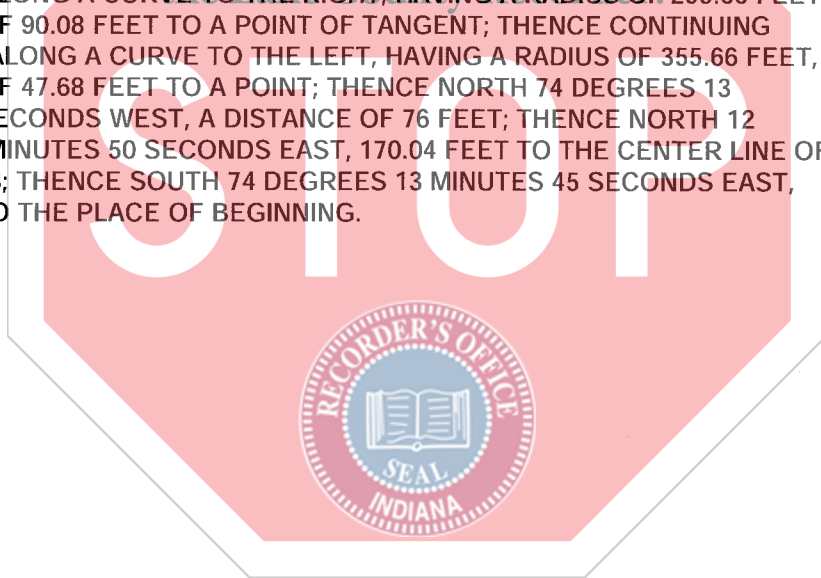 F 90.08 FEET TO A POINT OF TANGENT; THENCE CONTINUING
ALONG A CURVE TO THE LEFT, HAVING A RADIUS OF 355.66 FEET,
F 47.68 FEET TO A POINT; THENCE NORTH 74 DEGREES 13
ECONDS WEST, A DISTANCE OF 76 FEET; THENCE NORTH 12
MINUTES 50 SECONDS EAST, 170.04 FEET TO THE CENTER LINE OF
; THENCE SOUTH 74 DEGREES 13 MINUTES 45 SECONDS EAST,
O THE PLACE OF BEGINNING.
STOP
RECORDER'S OFFICE
SEAL
INDIANA